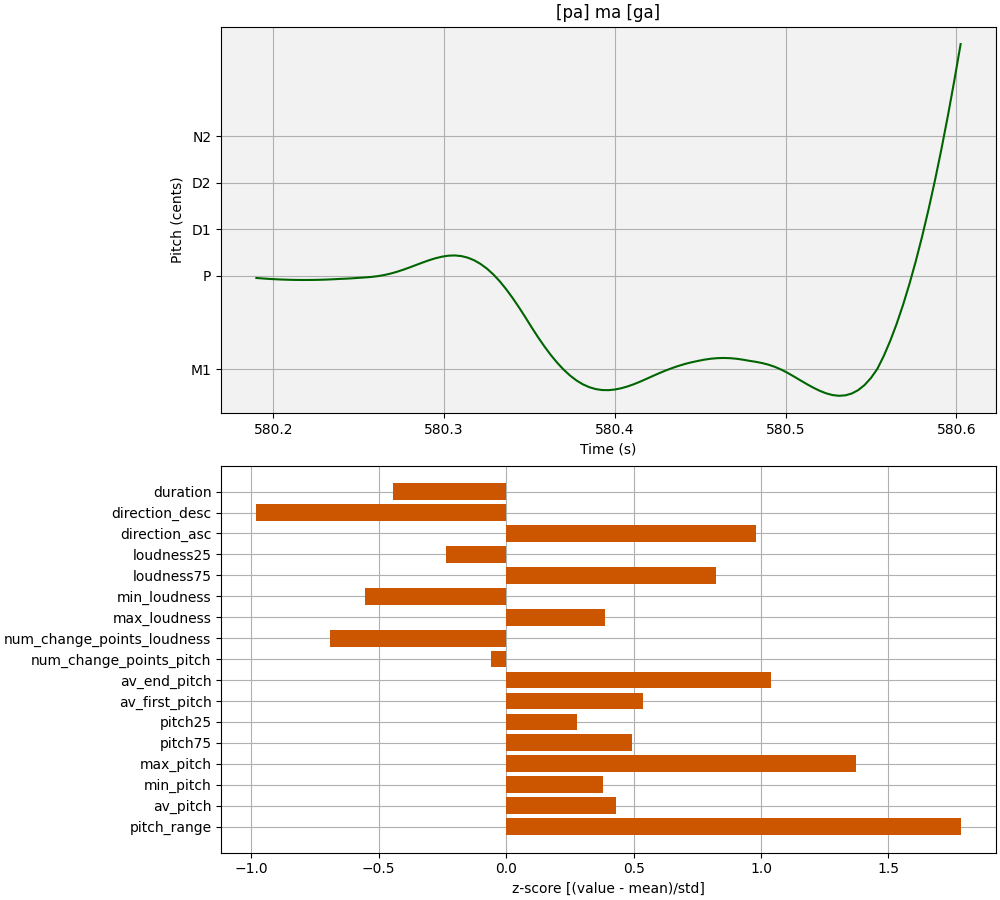 [pa] ma [ga]
N2
D2
D1
P
M1
Pitch (cents)
580.2 580.3 580.4 580.5 580.6
Time (s)
duration
direction_desc
direction_asc
loudness25
loudness75
min_loudness
max_loudness
num_change_points_loudness
num_change_points_pitch
av_end_pitch
av_first_pitch
pitch25
pitch75
max_pitch
min_pitch
av_pitch
pitch_range
−1.0 −0.5 0.0 0.5 1.0 1.5
z-score [(value - mean)/std]